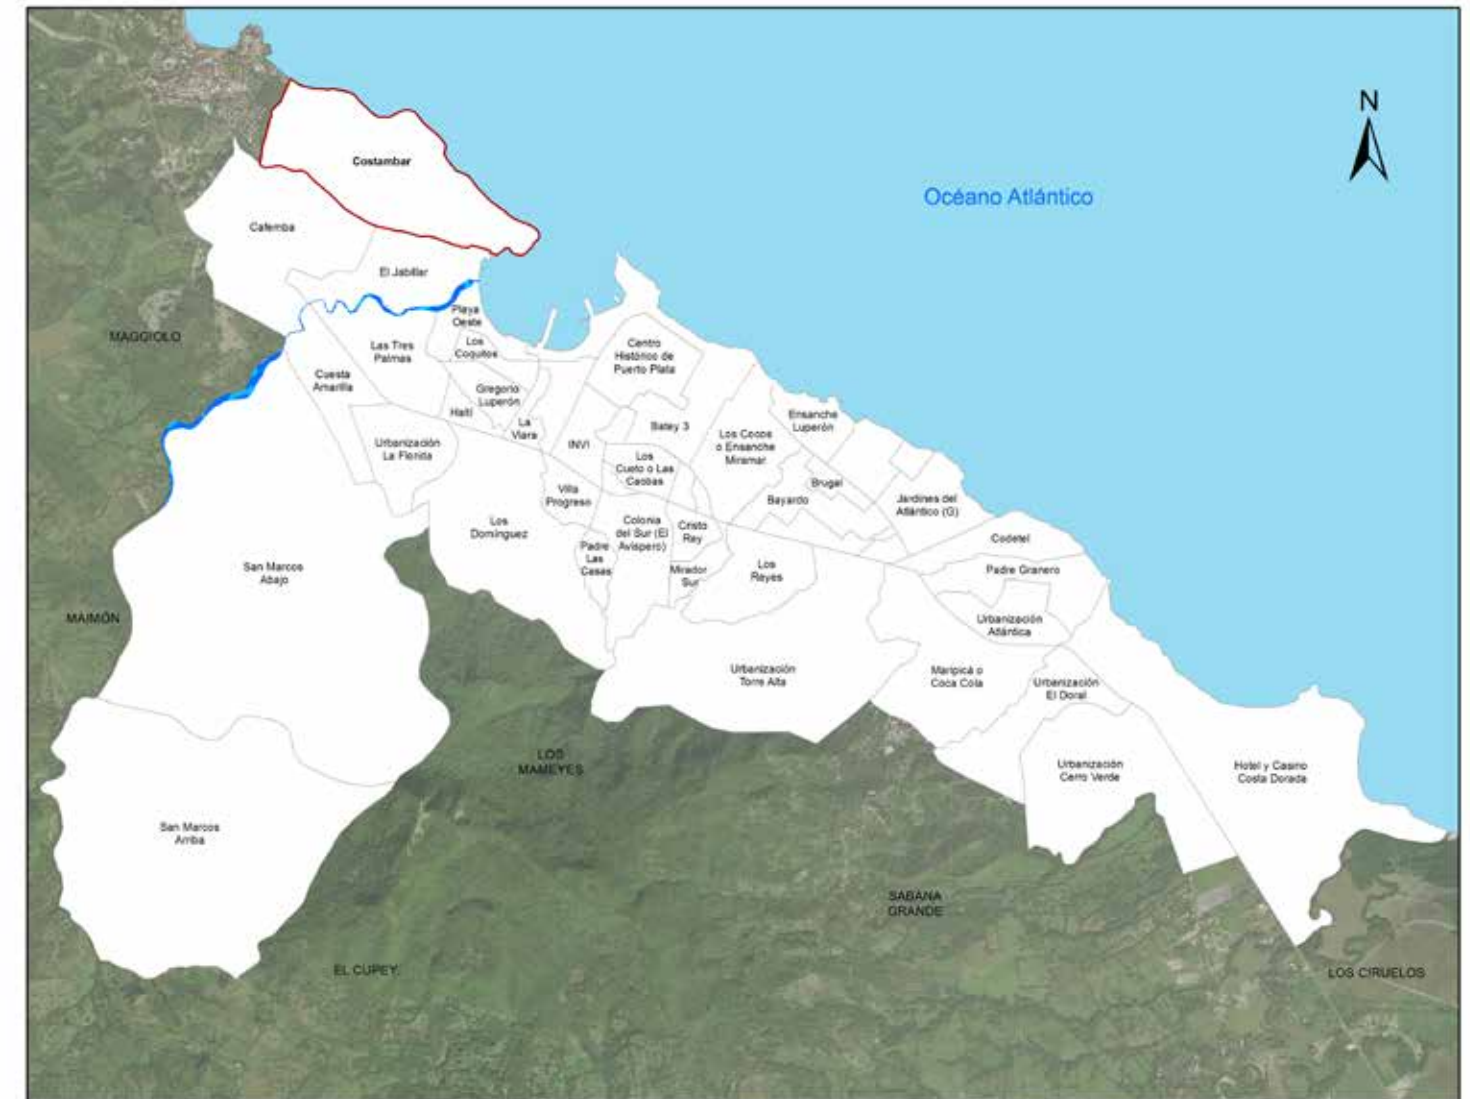 N
Costambar
Océano Atlántico
Cafemba
El Jabillar
MAGGIOLO
Playa
Oeste
Las Tres
Palmas
Los
Coquitos
Centro
Histórico de
Puerto Plata
Cuesta
Amarilla
Gregorio
Luperón
Haití
La
Viara
Ensanche
Luperón
Urbanización
La Florida
INVI
Batey 3
Los Cocos
o Ensanche
Miramar
Los
Cueto o Las
Caobas
Brugal
Villa
Progreso
Bayardo
Jardines del
Atlántico (G)
Los
Domínguez
Colonia
del Sur (El
Avispero)
Cristo
Rey
Codetel
Padre
Las
Casas
Mirador
Sur
Los
Reyes
Padre Granero
San Marcos
Abajo
MAIMÓN
Urbanización
Atlántica
Urbanización
Torre Alta
Maripicá o
Coca Cola
Urbanización
El Doral
LOS
MAMEYES
Urbanización
Cerro Verde
Hotel y Casino
Costa Dorada
San Marcos
Arriba
SABANA
GRANDE
EL CUPEY.
LOS CIRUELOS